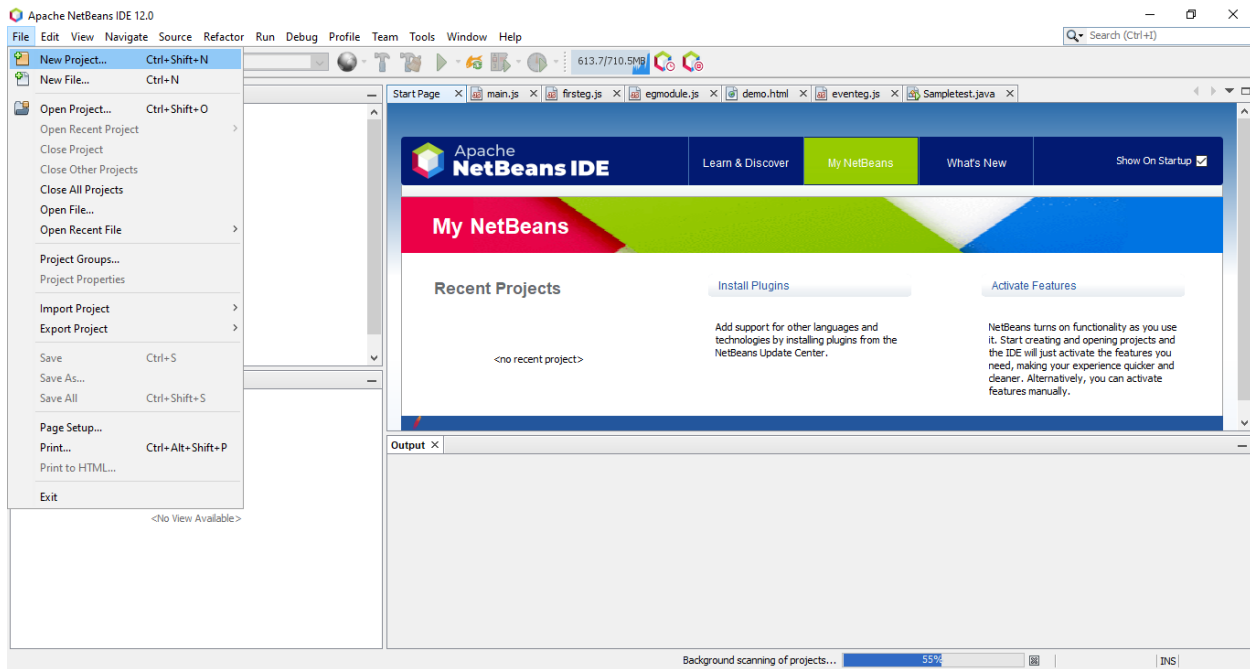 Apache NetBeans IDE 12.0
File Edit View Navigate Source Refactor Run Debug Profile Team Tools Window Help
Search (Ctrl+I)
New Project... Ctrl+Shift+N
New File... Ctrl+N
Open Project... Ctrl+Shift+O
Open Recent Project
Close Project
Close Other Projects
Close All Projects
Open File...
Open Recent File
Project Groups...
Project Properties
Import Project
Export Project
Save Ctrl+S
Save As...
Save All Ctrl+Shift+S
Page Setup...
Print... Ctrl+Alt+Shift+P
Print to HTML...
Exit
<No View Available>
613.7/710.5MB
Start Page main.js firsteg.js egmodule.js demo.html eventeg.js Sampletest.java
Apache
NetBeans IDE
Learn & Discover My NetBeans What's New Show On Startup
My NetBeans
Recent Projects
<no recent project>
Install Plugins
Add support for other languages and
technologies by installing plugins from the
NetBeans Update Center.
Activate Features
NetBeans turns on functionality as you use
it. Start creating and opening projects and
the IDE will just activate the features you
need, making your experience quicker and
cleaner. Alternatively, you can activate
features manually.
Output
Background scanning of projects... 55% INS